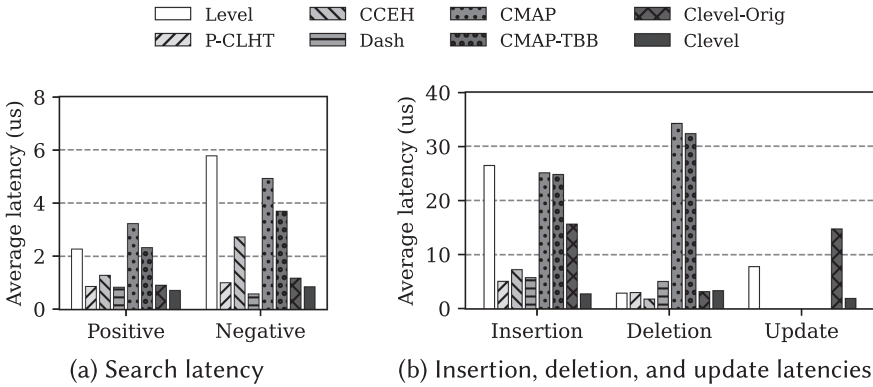 Level CCEH CMAP Clevel-Orig
P-CLHT Dash CMAP-TBB Clevel
Average latency (us)
8
6
4
2
0
Positive Negative
(a) Search latency
Average latency (us)
40
30
20
10
0
Insertion Deletion Update
(b) Insertion, deletion, and update latencies